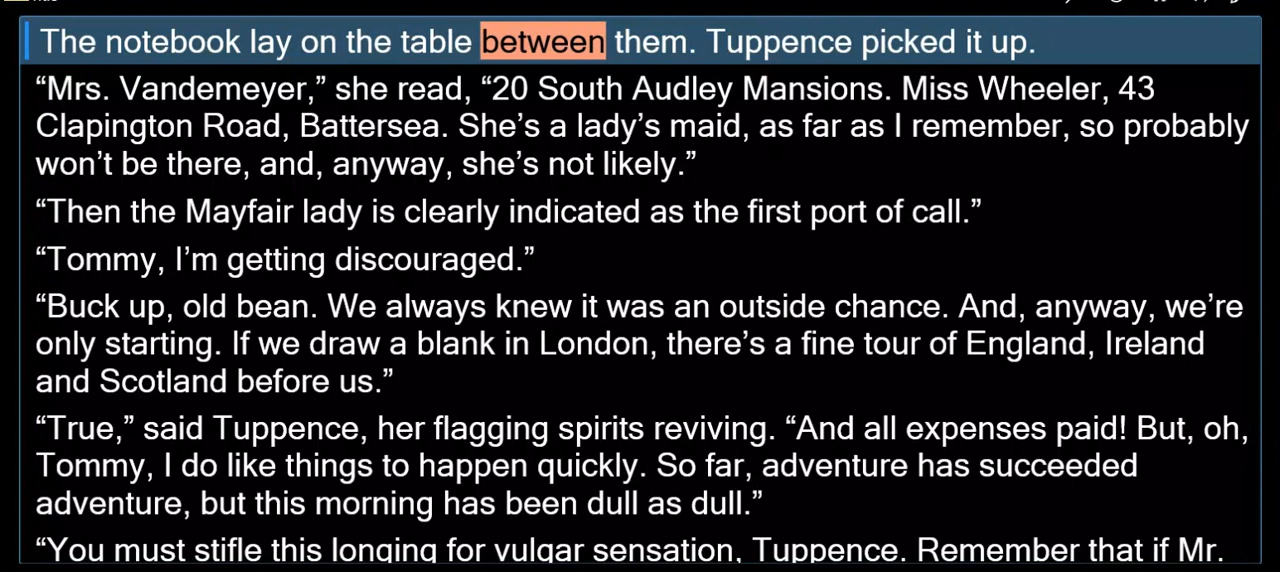 The notebook lay on the table between them. Tuppence picked it up.
“Mrs. Vandemeyer,” she read, “20 South Audley Mansions. Miss Wheeler, 43
Clapington Road, Battersea. She’s a lady’s maid, as far as I remember, so probably
won’t be there, and, anyway, she’s not likely.”
“Then the Mayfair lady is clearly indicated as the first port of call.”
“Tommy, I’m getting discouraged.”
“Buck up, old bean. We always knew it was an outside chance. And, anyway, we’re
only starting. If we draw a blank in London, there’s a fine tour of England, Ireland
and Scotland before us.”
“True,” said Tuppence, her flagging spirits reviving. “And all expenses paid! But, oh,
Tommy, I do like things to happen quickly. So far, adventure has succeeded
adventure, but this morning has been dull as dull.”
“You must stifle this longing for vulgar sensation, Tuppence. Remember that if Mr.